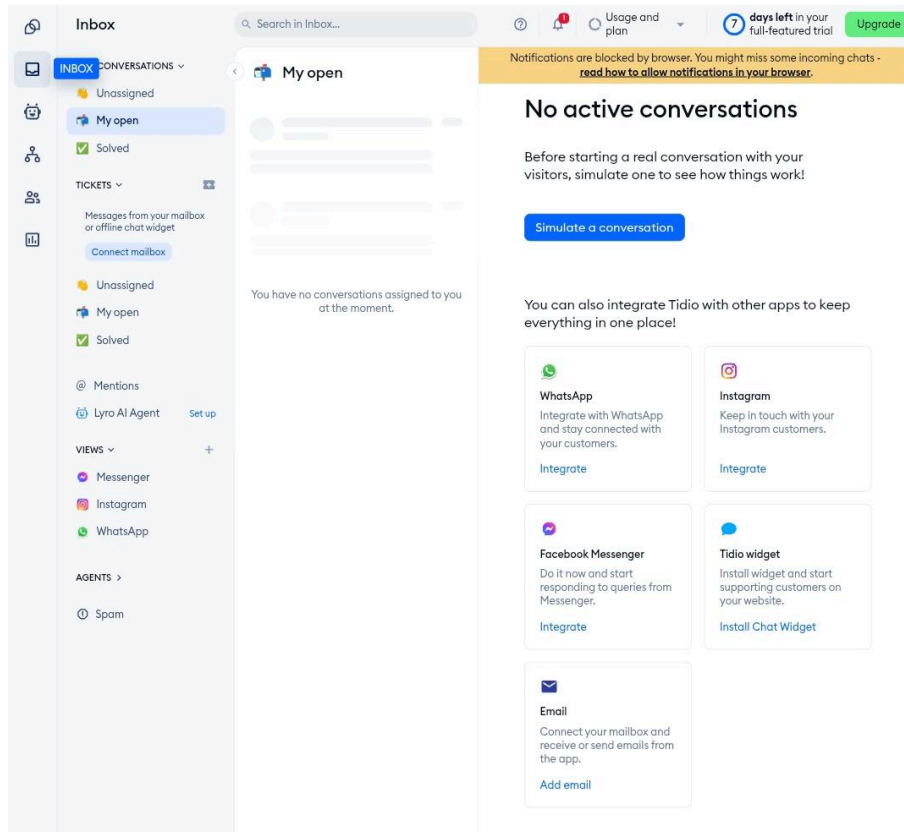 Inbox
Search in Inbox...
1
Usage and
plan
7
days left in your
full-featured trial
Upgrade
INBOX
CONVERSATIONS
Unassigned
My open
Solved
TICKETS
Messages from your mailbox
or offline chat widget
Connect mailbox
Unassigned
My open
Solved
@ Mentions
Lyro AI Agent
Set up
VIEWS
+
Messenger
Instagram
WhatsApp
AGENTS >
Spam
My open
You have no conversations assigned to you
at the moment.
Notifications are blocked by browser. You might miss some incoming chats -
read how to allow notifications in your browser.
No active conversations
Before starting a real conversation with your
visitors, simulate one to see how things work!
Simulate a conversation
You can also integrate Tidio with other apps to keep
everything in one place!
WhatsApp
Integrate with WhatsApp
and stay connected with
your customers.
Integrate
Instagram
Keep in touch with your
Instagram customers.
Integrate
Facebook Messenger
Do it now and start
responding to queries from
Messenger.
Integrate
Tidio widget
Install widget and start
supporting customers on
your website.
Install Chat Widget
Email
Connect your mailbox and
receive or send emails from
the app.
Add email